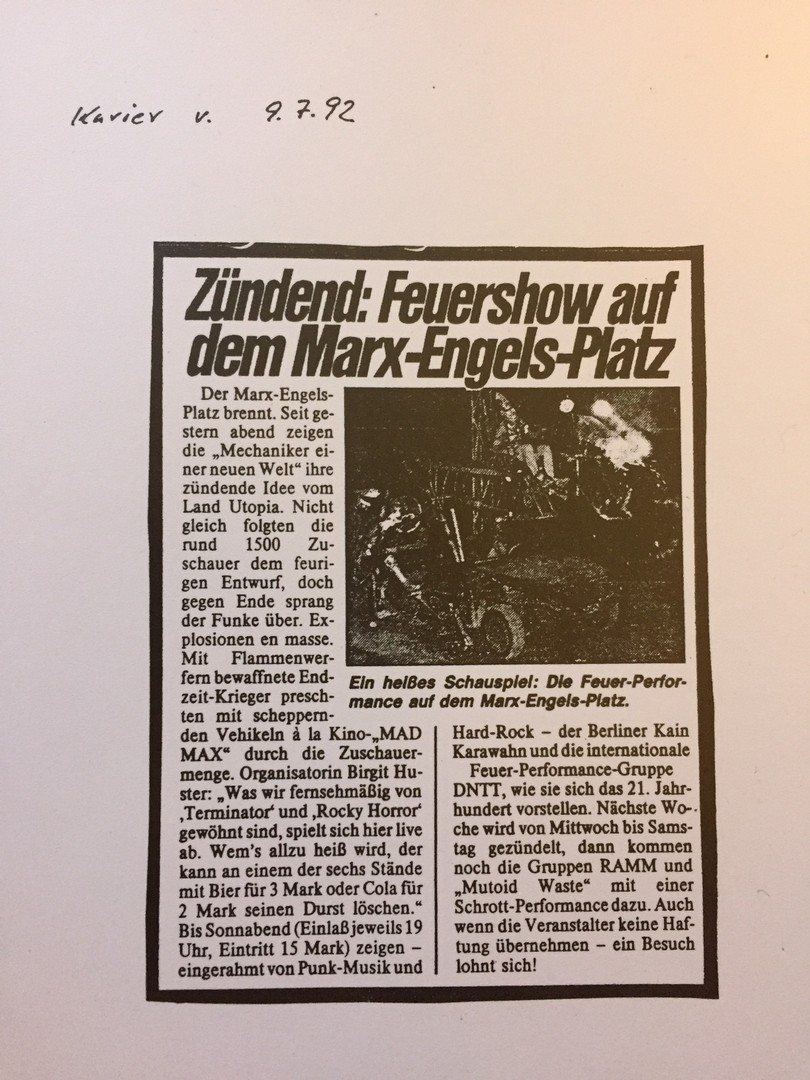 Kurier v. 9.7.92
Zündend: Feuershow auf
dem Marx-Engels-Platz
Der Marx-Engels-
Platz brennt. Seit ge-
stern abend zeigen
die „Mechaniker ei-
ner neuen Welt“ ihre
zündende Idee vom
Land Utopia. Nicht
gleich folgten die
rund 1500 Zu-
schauer dem feuri-
gen Entwurf, doch
gegen Ende sprang
der Funke über. Ex-
plosionen en masse.
Mit Flammenwer-
fern bewaffnete End-
zeit-Krieger presch-
ten mit scheppern-
den Vehikeln à la Kino-„MAD
MAX“ durch die Zuschauer-
menge. Organisatorin Birgit Hu-
ster: „Was wir fernsehmäßig von
‚Terminator‘ und ‚Rocky Horror‘
gewöhnt sind, spielt sich hier live
ab. Wem's allzu heiß wird, der
kann an einem der sechs Stände
mit Bier für 3 Mark oder Cola für
2 Mark seinen Durst löschen.“
Bis Sonnabend (Einlaß jeweils 19
Uhr, Eintritt 15 Mark) zeigen –
eingerahmt von Punk-Musik und
Ein heißes Schauspiel: Die Feuer-Perfor-
mance auf dem Marx-Engels-Platz.
Hard-Rock – der Berliner Kain
Karawahn und die internationale
Feuer-Performance-Gruppe
DNTT, wie sie sich das 21. Jahr-
hundert vorstellen. Nächste Wo-
che wird von Mittwoch bis Sams-
tag gezündelt, dann kommen
noch die Gruppen RAMM und
„Mutoid Waste“ mit einer
Schrott-Performance dazu. Auch
wenn die Veranstalter keine Haf-
tung übernehmen – ein Besuch
lohnt sich!